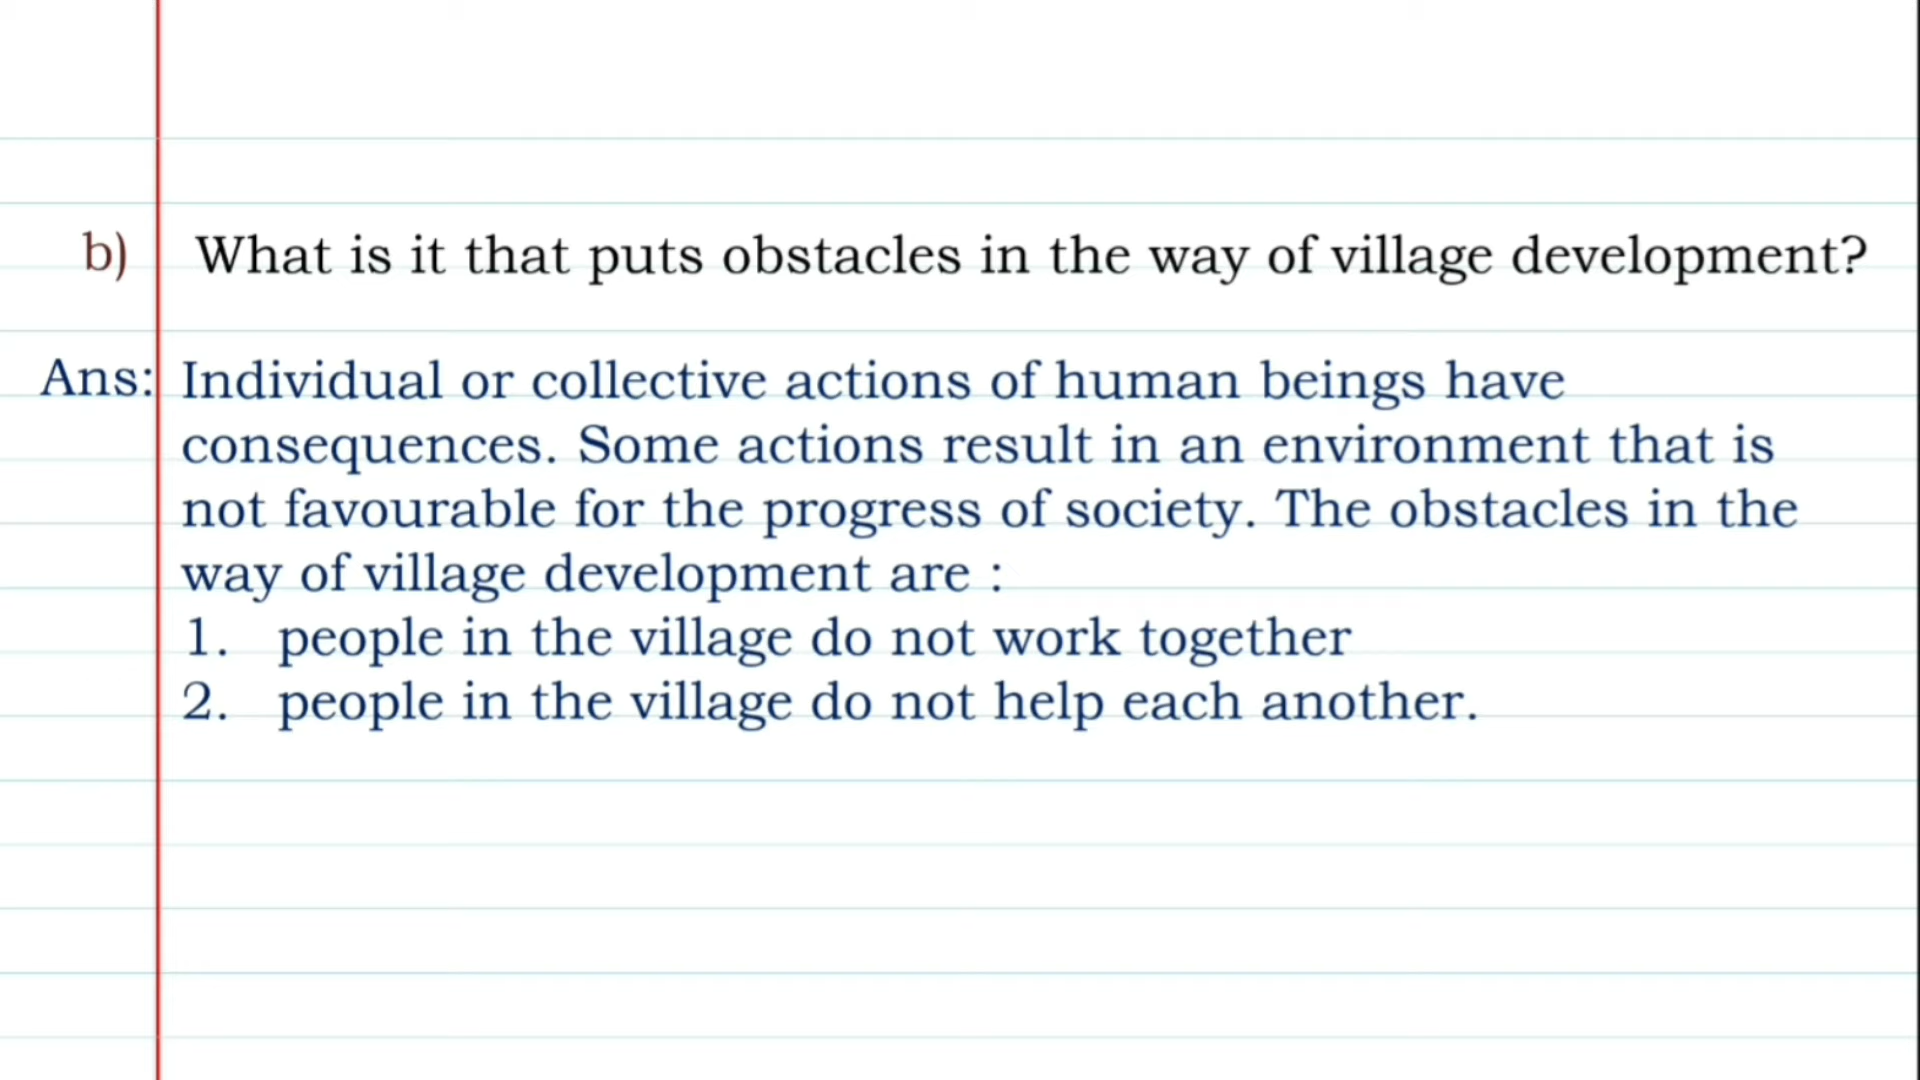 b) What is it that puts obstacles in the way of village development?
Ans: Individual or collective actions of human beings have
consequences. Some actions result in an environment that is
not favourable for the progress of society. The obstacles in the
way of village development are :
1. people in the village do not work together
2. people in the village do not help each another.